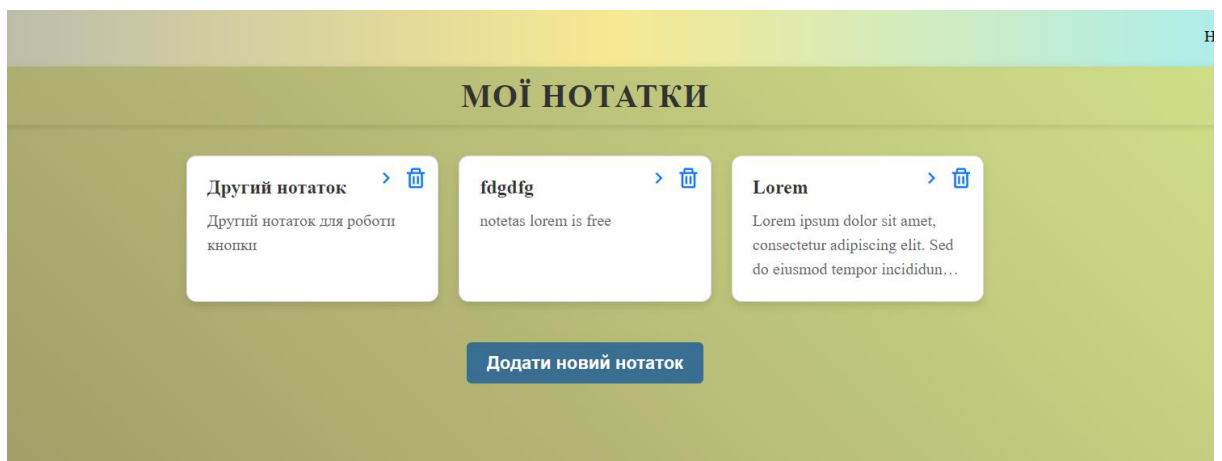 Н
МОЇ НОТАТКИ
Другий нотаток
Другий нотаток для роботи
кнопки
fdgdfg
notetas lorem is free
Lorem
Lorem ipsum dolor sit amet,
consectetur adipiscing elit. Sed
do eiusmod tempor incididun…
Додати новий нотаток